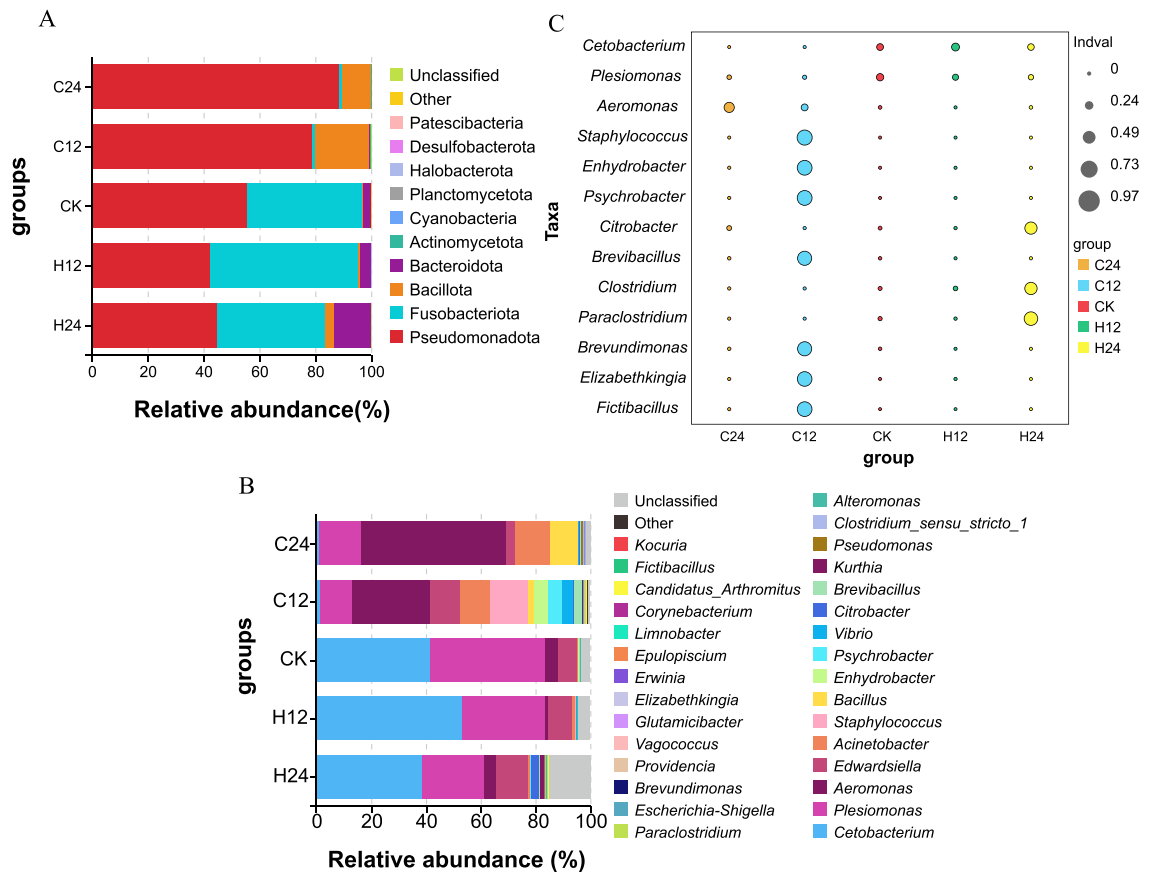 A
C24
C12
CK
H12
H24
groups
0 20 40 60 80 100
Relative abundance(%)
Unclassified
Other
Patescibacteria
Desulfobacterota
Halobacterota
Planctomycetota
Cyanobacteria
Actinomycetota
Bacteroidota
Bacillota
Fusobacteriota
Pseudomonadota
C
Cetobacterium
Plesiomonas
Aeromonas
Staphylococcus
Enhydrobacter
Psychrobacter
Citrobacter
Brevibacillus
Clostridium
Paraclostridium
Brevundimonas
Elizabethkingia
Fictibacillus
Taxa
C24 C12 CK H12 H24
group
Indval
0
0.24
0.49
0.73
0.97
group
C24
C12
CK
H12
H24
B
C24
C12
CK
H12
H24
groups
0 20 40 60 80 100
Relative abundance (%)
Unclassified
Other
Kocuria
Fictibacillus
Candidatus_Arthromitus
Corynebacterium
Limnobacter
Epulopiscium
Erwinia
Elizabethkingia
Glutamicibacter
Vagococcus
Providencia
Brevundimonas
Escherichia-Shigella
Paraclostridium
Alteromonas
Clostridium_sensu_stricto_1
Pseudomonas
Kurthia
Brevibacillus
Citrobacter
Vibrio
Psychrobacter
Enhydrobacter
Bacillus
Staphylococcus
Acinetobacter
Edwardsiella
Aeromonas
Plesiomonas
Cetobacterium